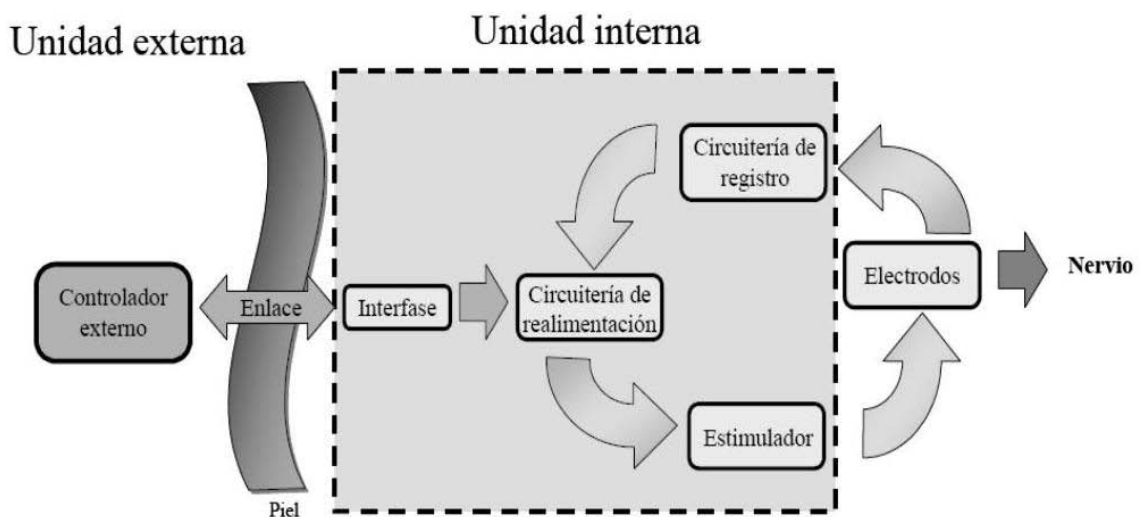 Unidad externa
Unidad interna
Circuitería de
registro
Controlador
externo
Enlace
Interfase
Circuitería de
realimentación
Electrodos
Nervio
Estimulador
Piel